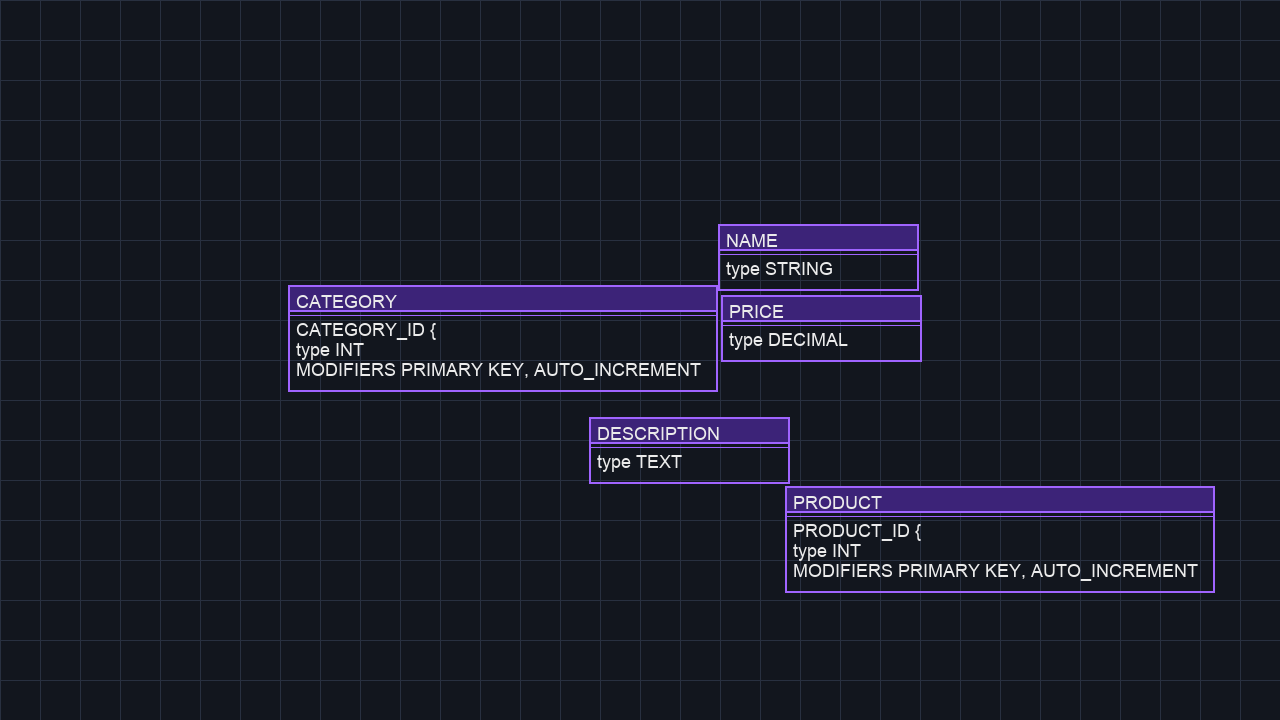 NAME
type STRING
CATEGORY
CATEGORY_ID {
type INT
MODIFIERS PRIMARY KEY, AUTO_INCREMENT
PRICE
type DECIMAL
DESCRIPTION
type TEXT
PRODUCT
PRODUCT_ID {
type INT
MODIFIERS PRIMARY KEY, AUTO_INCREMENT